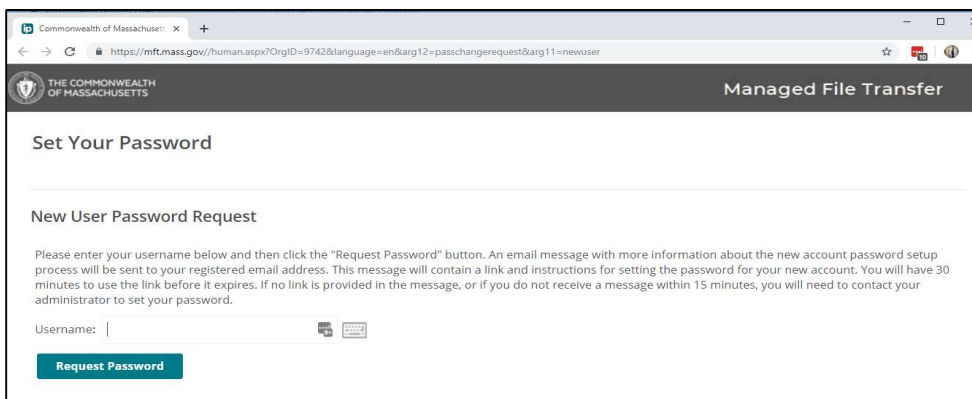 Commonwealth of Massachusett
https://mft.mass.gov//human.aspx?OrgID=9742&language=en&arg12=passchangerequest&arg11=newuser
THE COMMONWEALTH
OF MASSACHUSETTS
Managed File Transfer
Set Your Password
New User Password Request
Please enter your username below and then click the "Request Password" button. An email message with more information about the new account password setup
process will be sent to your registered email address. This message will contain a link and instructions for setting the password for your new account. You will have 30
minutes to use the link before it expires. If no link is provided in the message, or if you do not receive a message within 15 minutes, you will need to contact your
administrator to set your password.
Username:
Request Password